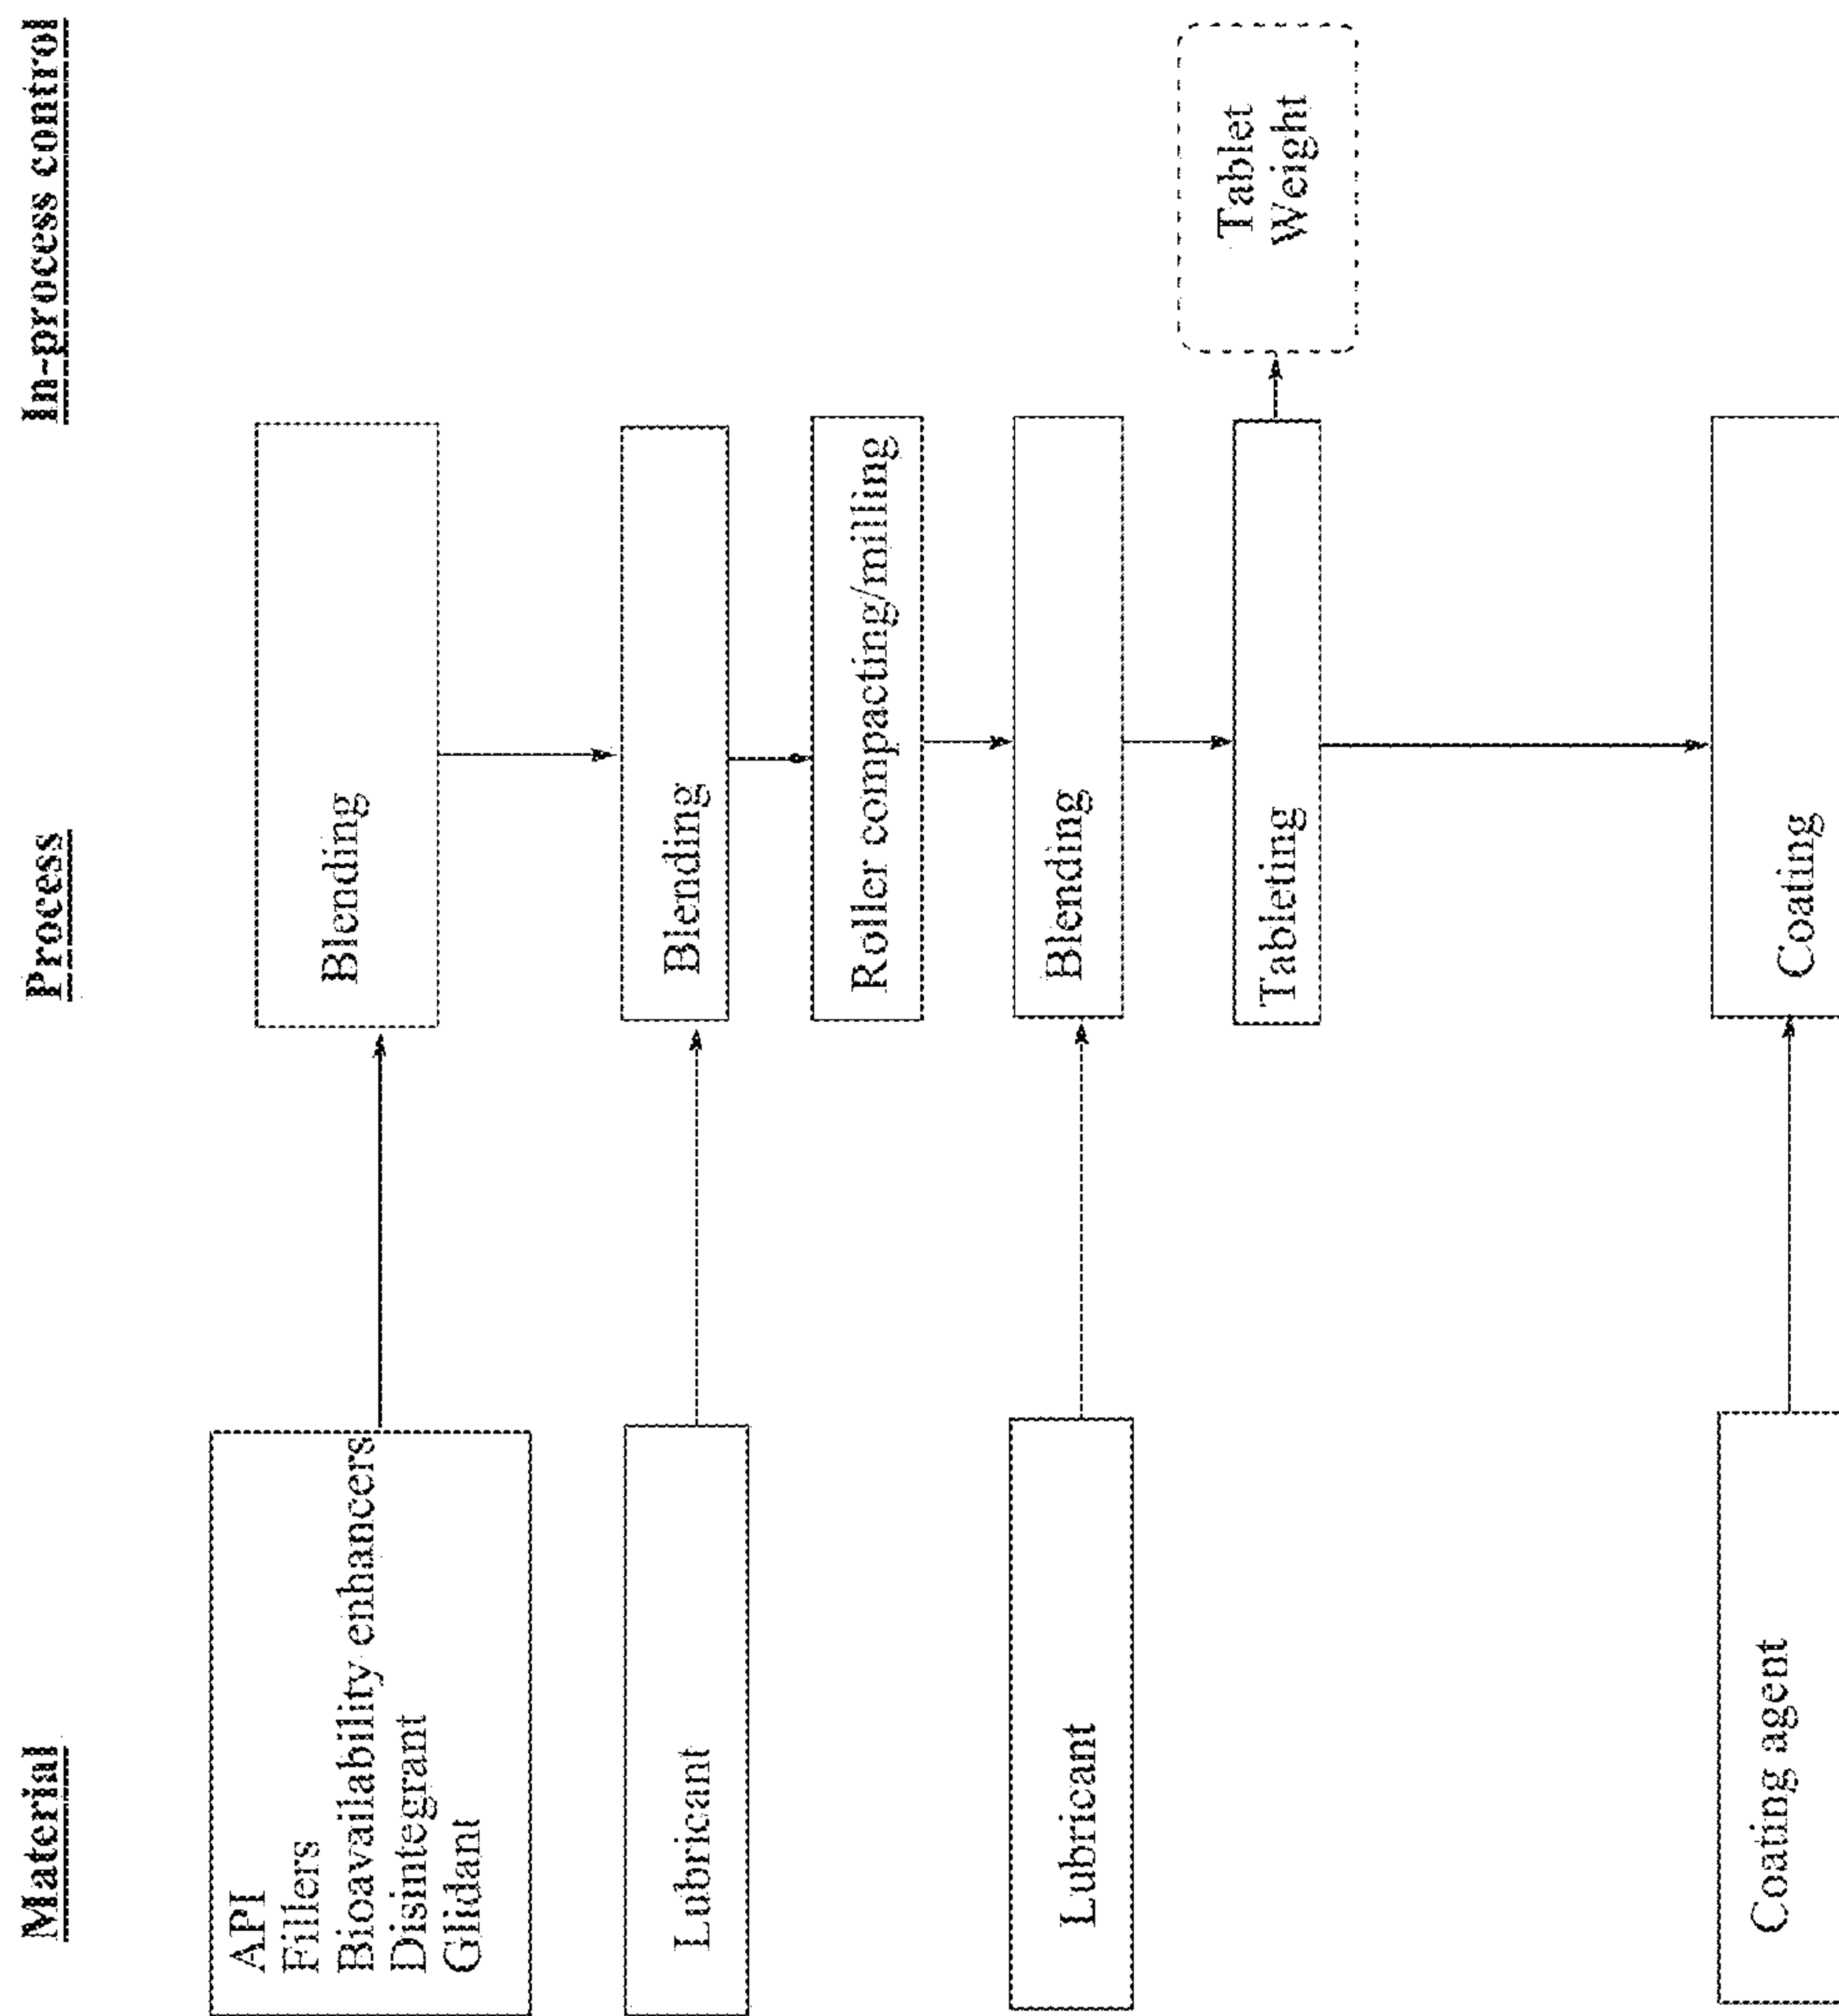 Material
Process
In-process control
API
Fillers
Bioavailability enhancers
Disintegrant
Glidant
Blending
Lubricant
Blending
Roller compacting/milling
Lubricant
Blending
Tableting
Tablet
Weight
Coating agent
Coating